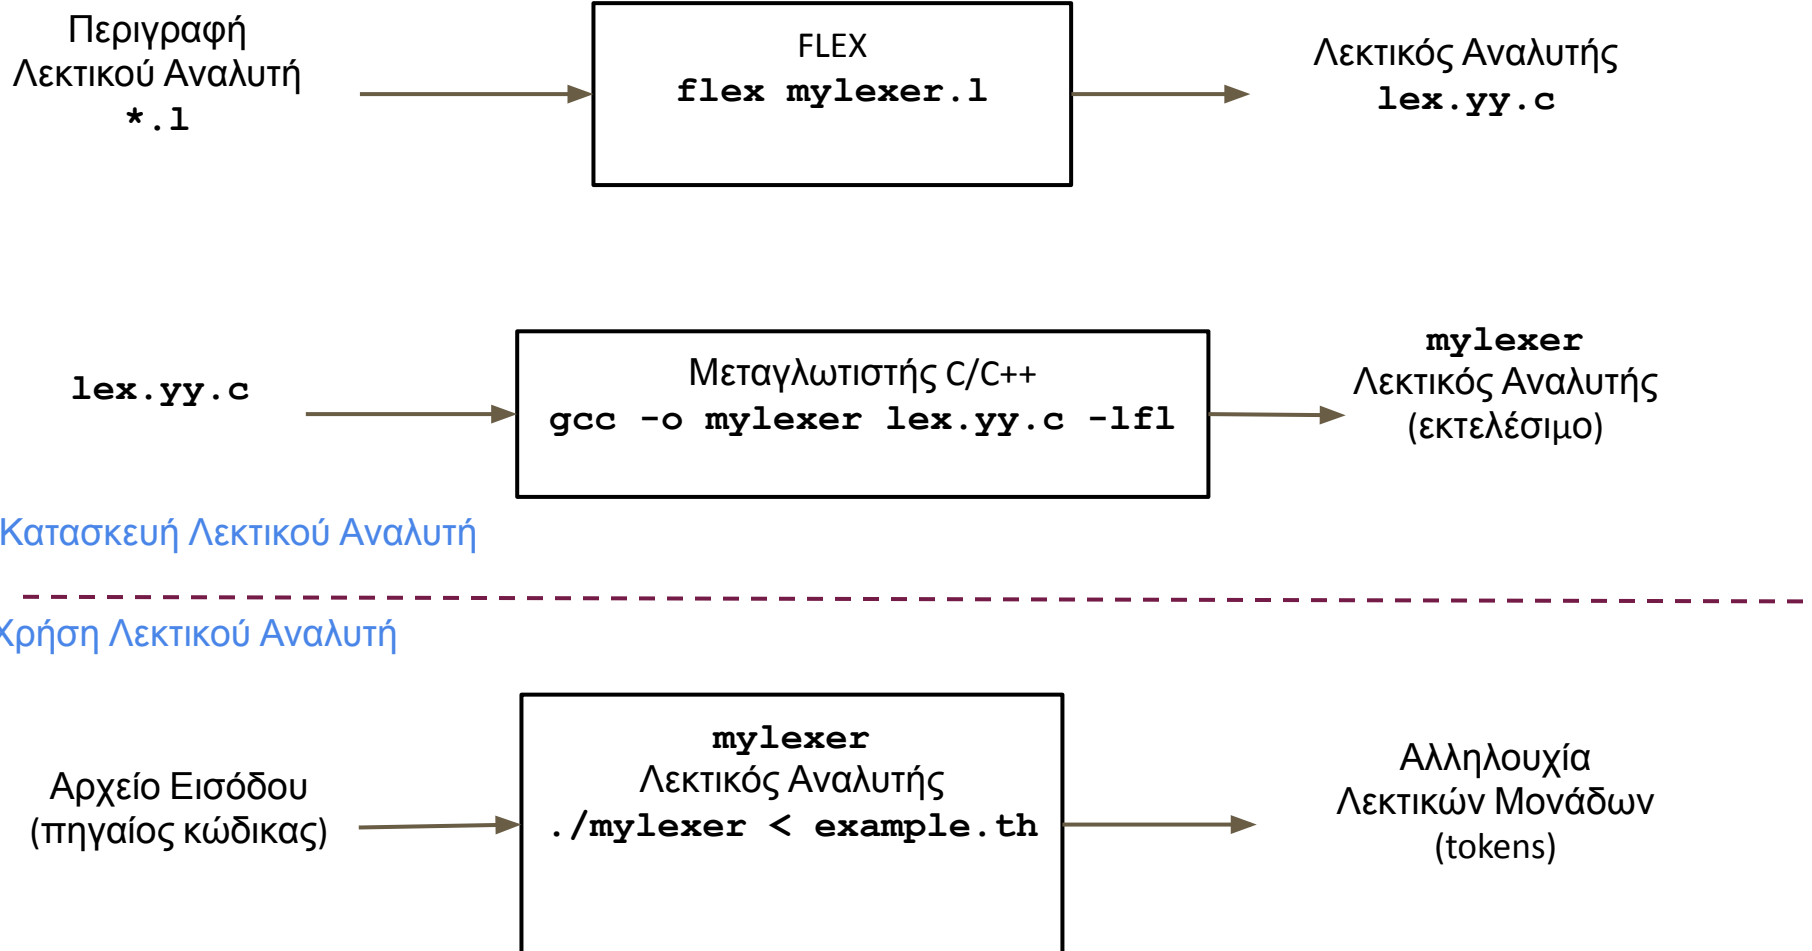 Περιγραφή
Λεκτικού Αναλυτή
*.l
FLEX
flex mylexer.l
Λεκτικός Αναλυτής
lex.yy.c
lex.yy.c
Μεταγλωτιστής C/C++
gcc -o mylexer lex.yy.c -lfl
mylexer
Λεκτικός Αναλυτής
(εκτελέσιμο)
Κατασκευή Λεκτικού Αναλυτή
Χρήση Λεκτικού Αναλυτή
Αρχείο Εισόδου
(πηγαίος κώδικας)
mylexer
Λεκτικός Αναλυτής
./mylexer < example.th
Αλληλουχία
Λεκτικών Μονάδων
(tokens)